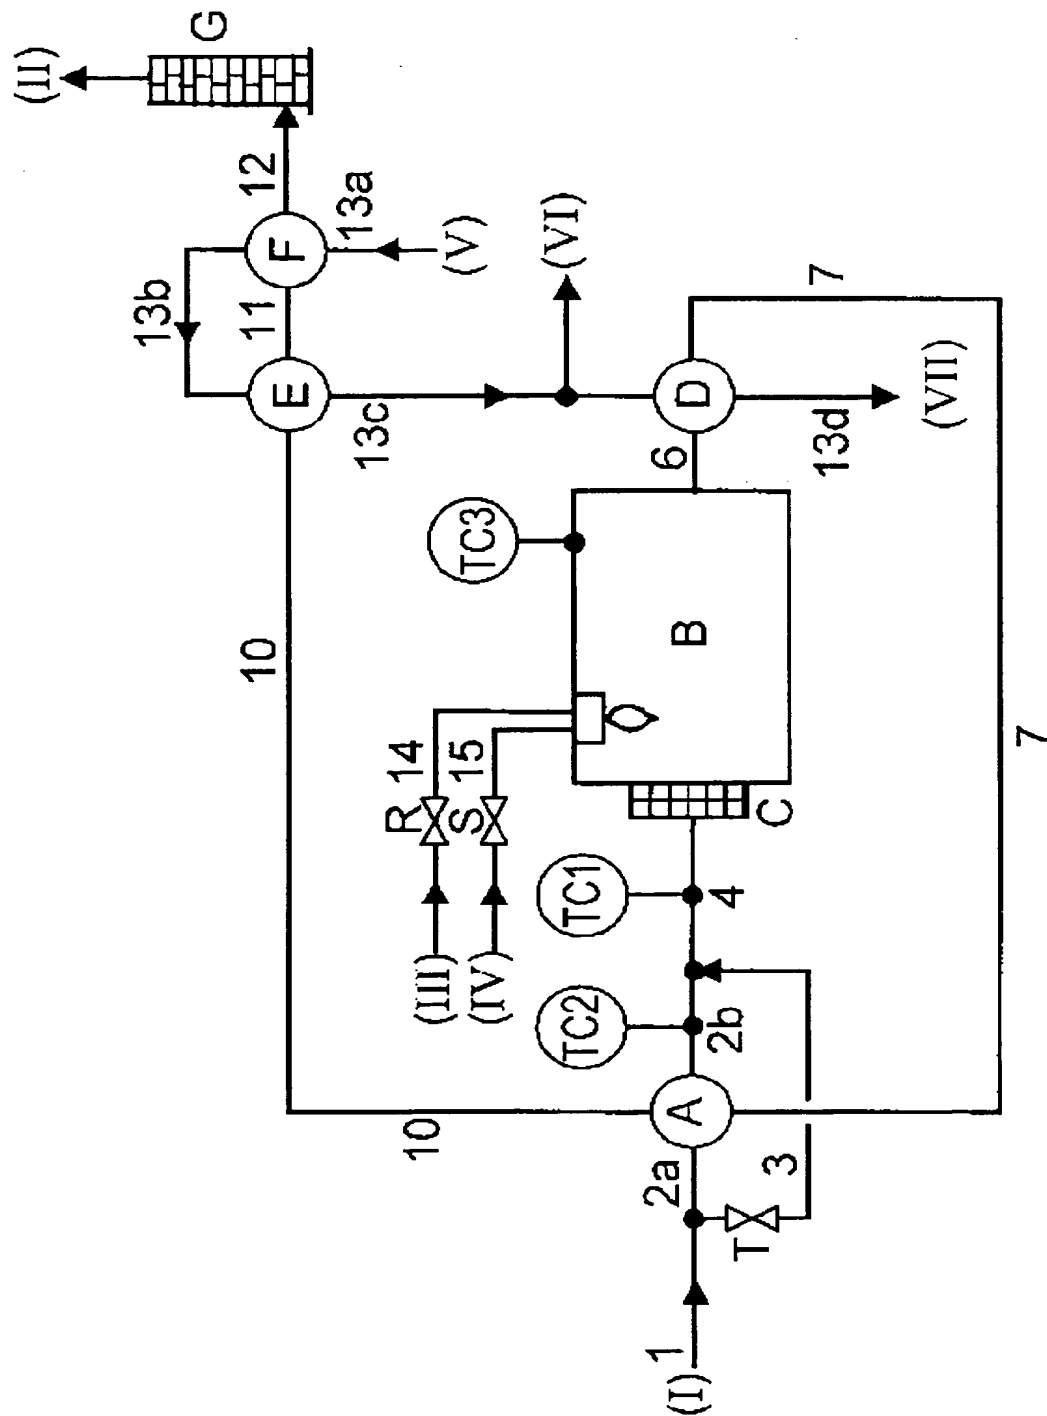 (II)
G
12
13a
(V)
13b
F
11
E
13c
(VI)
7
D
6
13d
(VII)
TC3
10
B
14
R
15
S
C
(III)
(IV)
TC1
4
TC2
2b
10
A
2a
3
T
7
1
(I)